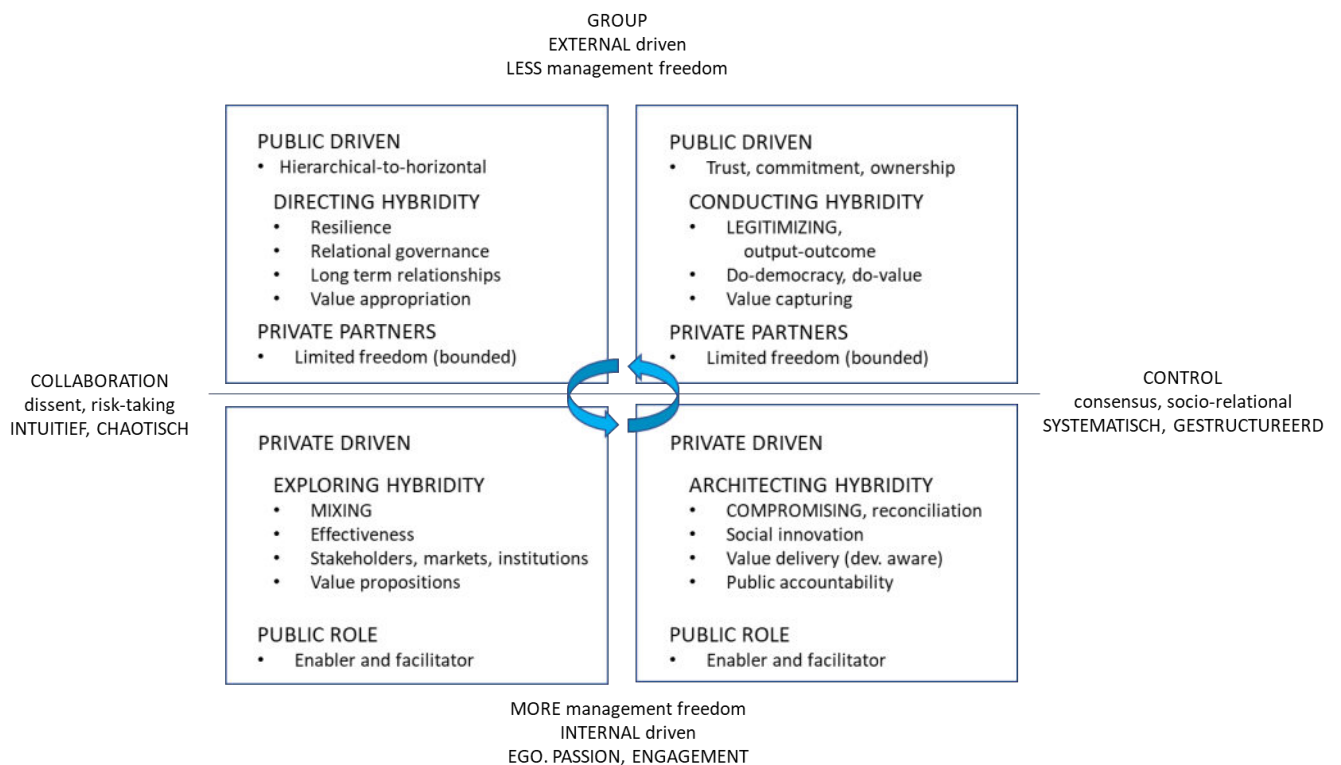 GROUP
EXTERNAL driven
LESS management freedom
PUBLIC DRIVEN
• Hierarchical-to-horizontal
DIRECTING HYBRIDITY
• Resilience
• Relational governance
• Long term relationships
• Value appropriation
PRIVATE PARTNERS
• Limited freedom (bounded)
PUBLIC DRIVEN
• Trust, commitment, ownership
CONDUCTING HYBRIDITY
• LEGITIMIZING,
output-outcome
• Do-democracy, do-value
• Value capturing
PRIVATE PARTNERS
• Limited freedom (bounded)
COLLABORATION
dissent, risk-taking
INTUITIEF, CHAOTISCH
CONTROL
consensus, socio-relational
SYSTEMATISCH, GESTRUCTUREERD
PRIVATE DRIVEN
EXPLORING HYBRIDITY
• MIXING
• Effectiveness
• Stakeholders, markets, institutions
• Value propositions
PUBLIC ROLE
• Enabler and facilitator
PRIVATE DRIVEN
ARCHITECTING HYBRIDITY
• COMPROMISING, reconciliation
• Social innovation
• Value delivery (dev. aware)
• Public accountability
PUBLIC ROLE
• Enabler and facilitator
MORE management freedom
INTERNAL driven
EGO. PASSION, ENGAGEMENT